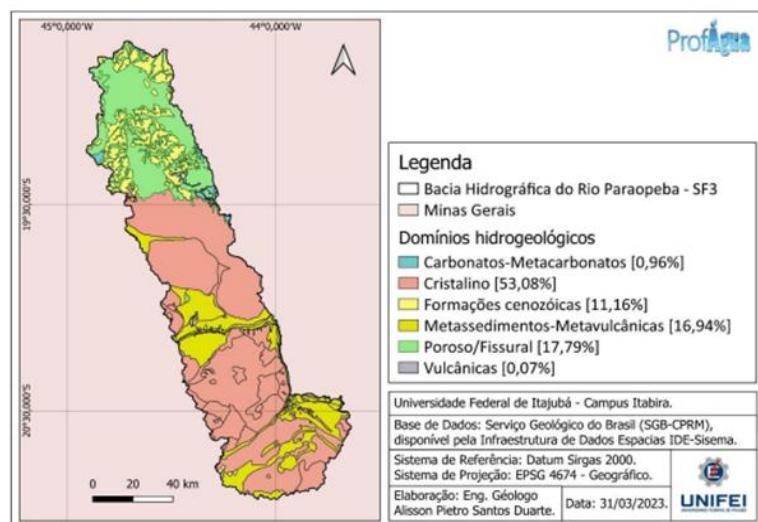 45°0,000'W
44°0,000'W
ProfÁgua
19°30,000'S
20°30,000'S
0 20 40 km
Legenda
Bacia Hidrográfica do Rio Paraopeba - SF3
Minas Gerais
Domínios hidrogeológicos
Carbonatos-Metacarbonatos [0,96%]
Cristalino [53,08%]
Formações cenozóicas [11,16%]
Metassedimentos-Metavulcânicas [16,94%]
Poroso/Fissural [17,79%]
Vulcânicas [0,07%]
Universidade Federal de Itajubá - Campus Itabira.
Base de Dados: Serviço Geológico do Brasil (SGB-CPRM),
disponível pela Infraestrutura de Dados Espacias IDE-Sisema.
Sistema de Referência: Datum Sirgas 2000.
Sistema de Projeção: EPSG 4674 - Geográfico.
Elaboração: Eng. Géologo
Alisson Pietro Santos Duarte.
Data: 31/03/2023.
UNIFEI